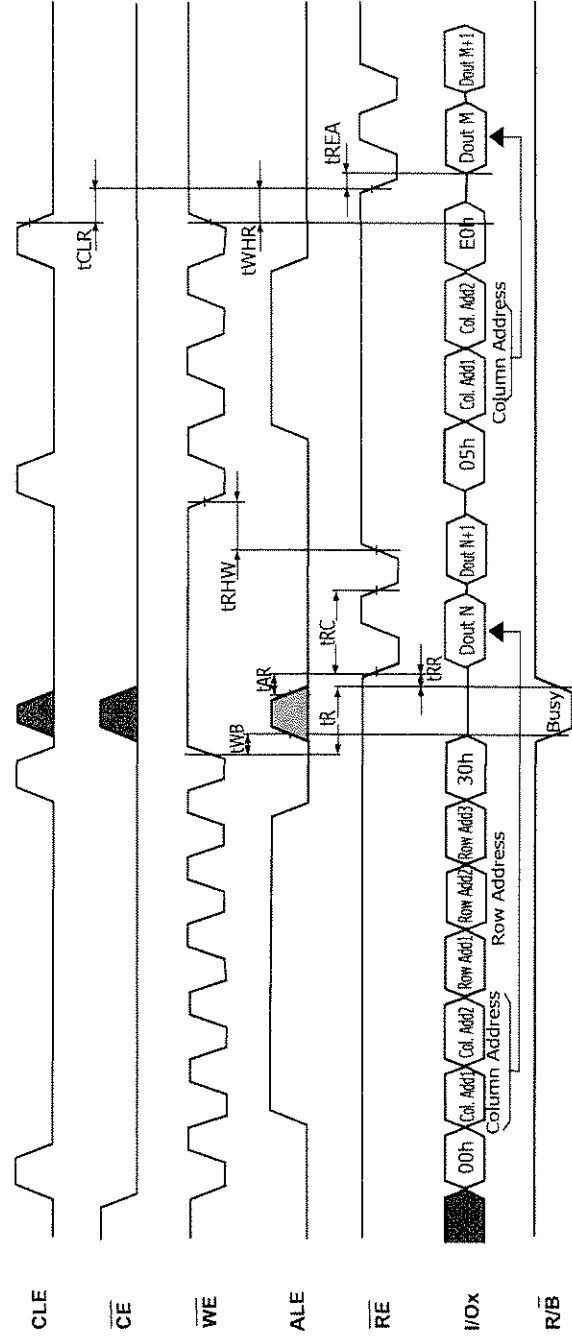 CLE
tCLR
CE
WE
tWB
tRHW
tWHR
ALE
tAR
tR
tRC
tREA
RE
tRR
I/Ox
00h
Col. Add1
Col. Add2
Row Add1
Row Add2
Row Add3
30h
Dout N
Dout N+1
05h
Col. Add1
Col. Add2
E0h
Dout M
Dout M+1
Column Address
Row Address
Column Address
R/B
Busy